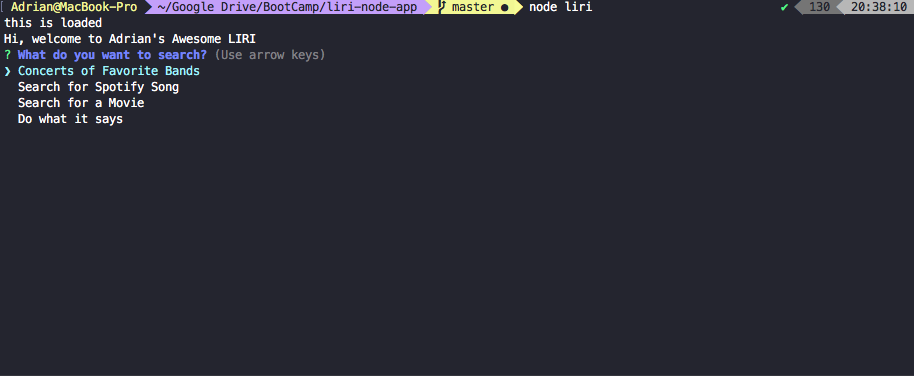 Adrian@MacBook-Pro ~/Google Drive/BootCamp/liri-node-app master ● node liri ✔ 130 20:38:10
this is loaded
Hi, welcome to Adrian's Awesome LIRI
? What do you want to search? (Use arrow keys)
❯ Concerts of Favorite Bands
Search for Spotify Song
Search for a Movie
Do what it says